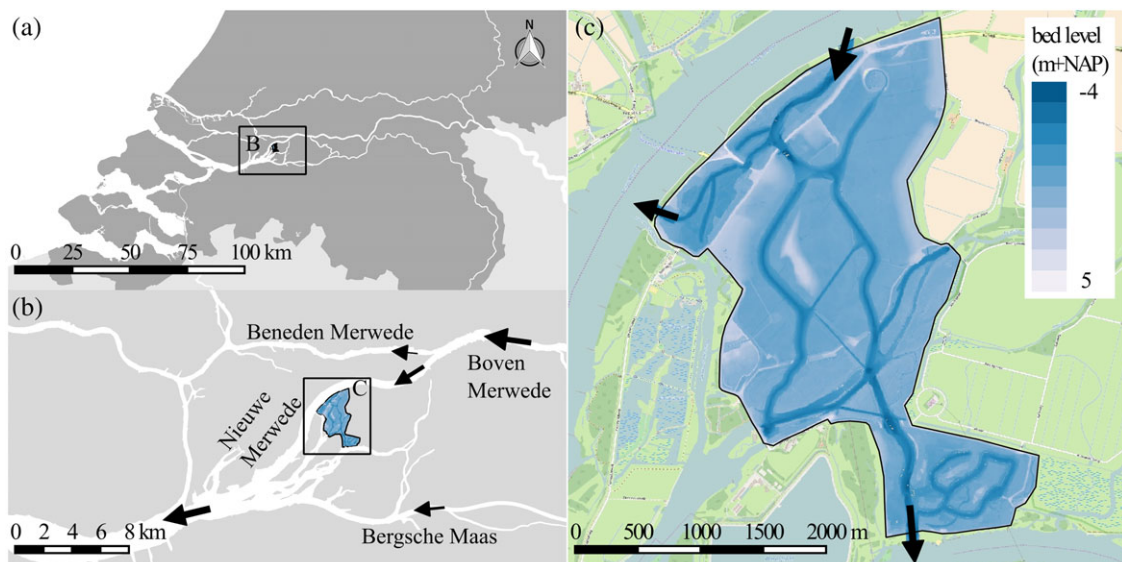 (a)
N
B
0 25 50 75 100 km
(b)
Beneden Merwede
Boven
Merwede
C
Nieuwe
Merwede
Bergsche Maas
0 2 4 6 8 km
(c)
bed level
(m+NAP)
-4
5
0 500 1000 1500 2000 m